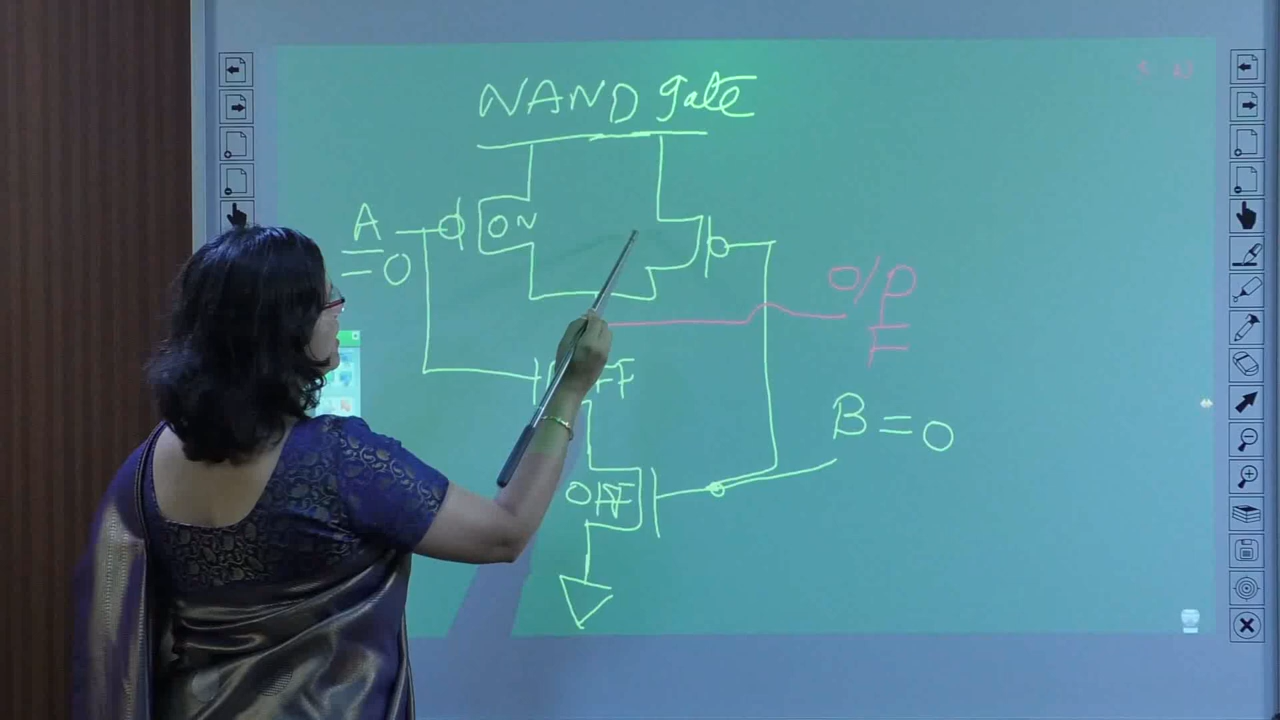 NAND gate
A
ON
= 0
O/P
F
B = 0
OFF